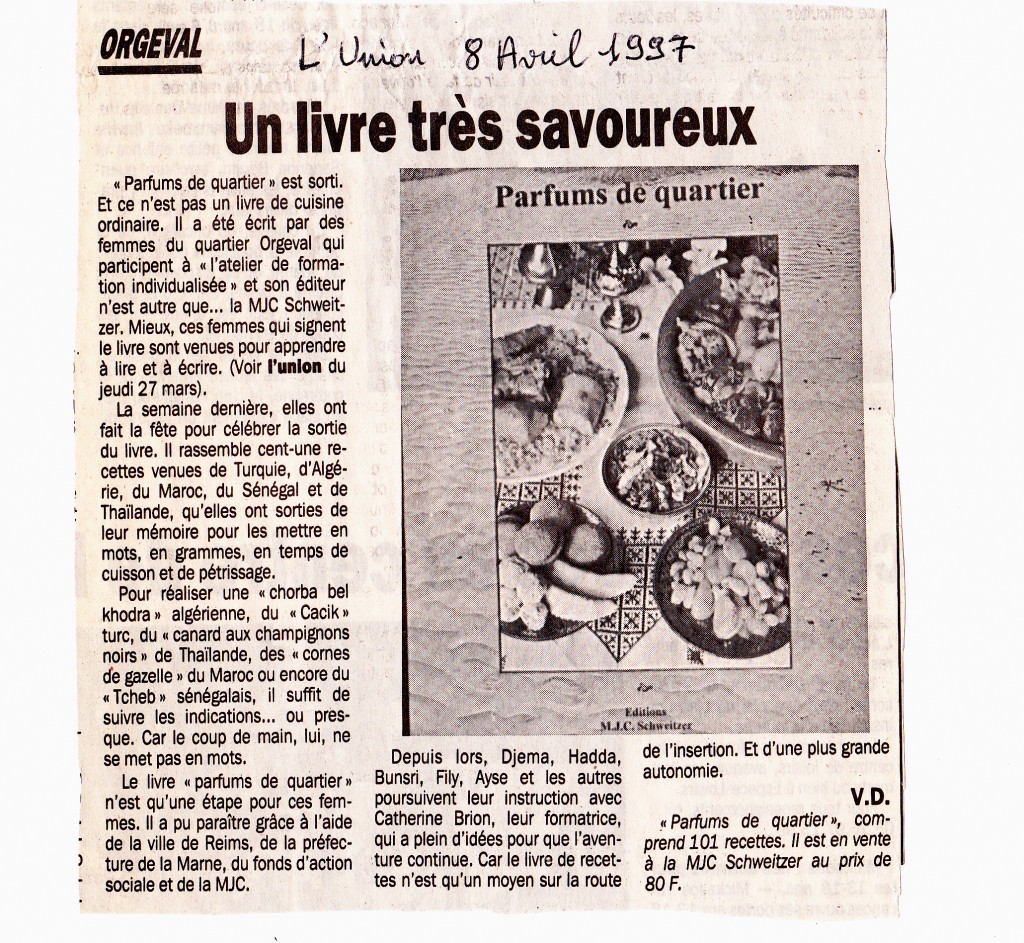 ORGEVAL
L'Union 8 Avril 1997
Un livre très savoureux
« Parfums de quartier » est sorti.
Et ce n'est pas un livre de cuisine
ordinaire. Il a été écrit par des
femmes du quartier Orgeval qui
participent à « l'atelier de forma-
tion individualisée » et son éditeur
n'est autre que... la MJC Schweit-
zer. Mieux, ces femmes qui signent
le livre sont venues pour apprendre
à lire et à écrire. (Voir l'union du
jeudi 27 mars).
La semaine dernière, elles ont
fait la fête pour célébrer la sortie
du livre. Il rassemble cent-une re-
cettes venues de Turquie, d'Algé-
rie, du Maroc, du Sénégal et de
Thaïlande, qu'elles ont sorties de
leur mémoire pour les mettre en
mots, en grammes, en temps de
cuisson et de pétrissage.
Pour réaliser une « chorba bel
khodra » algérienne, du « Cacik »
turc, du « canard aux champignons
noirs » de Thaïlande, des « cornes
de gazelle » du Maroc ou encore du
« Tcheb » sénégalais, il suffit de
suivre les indications... ou pres-
que. Car le coup de main, lui, ne
se met pas en mots.
Le livre « parfums de quartier »
n'est qu'une étape pour ces fem-
mes. Il a pu paraître grâce à l'aide
de la ville de Reims, de la préfec-
ture de la Marne, du fonds d'action
sociale et de la MJC.
Parfums de quartier
Editions
M.J.C. Schweitzer
Depuis lors, Djema, Hadda,
Bunsri, Fily, Ayse et les autres
poursuivent leur instruction avec
Catherine Brion, leur formatrice,
qui a plein d'idées pour que l'aven-
ture continue. Car le livre de recet-
tes n'est qu'un moyen sur la route
de l'insertion. Et d'une plus grande
autonomie.
V.D.
« Parfums de quartier », com-
prend 101 recettes. Il est en vente
à la MJC Schweitzer au prix de
80 F.